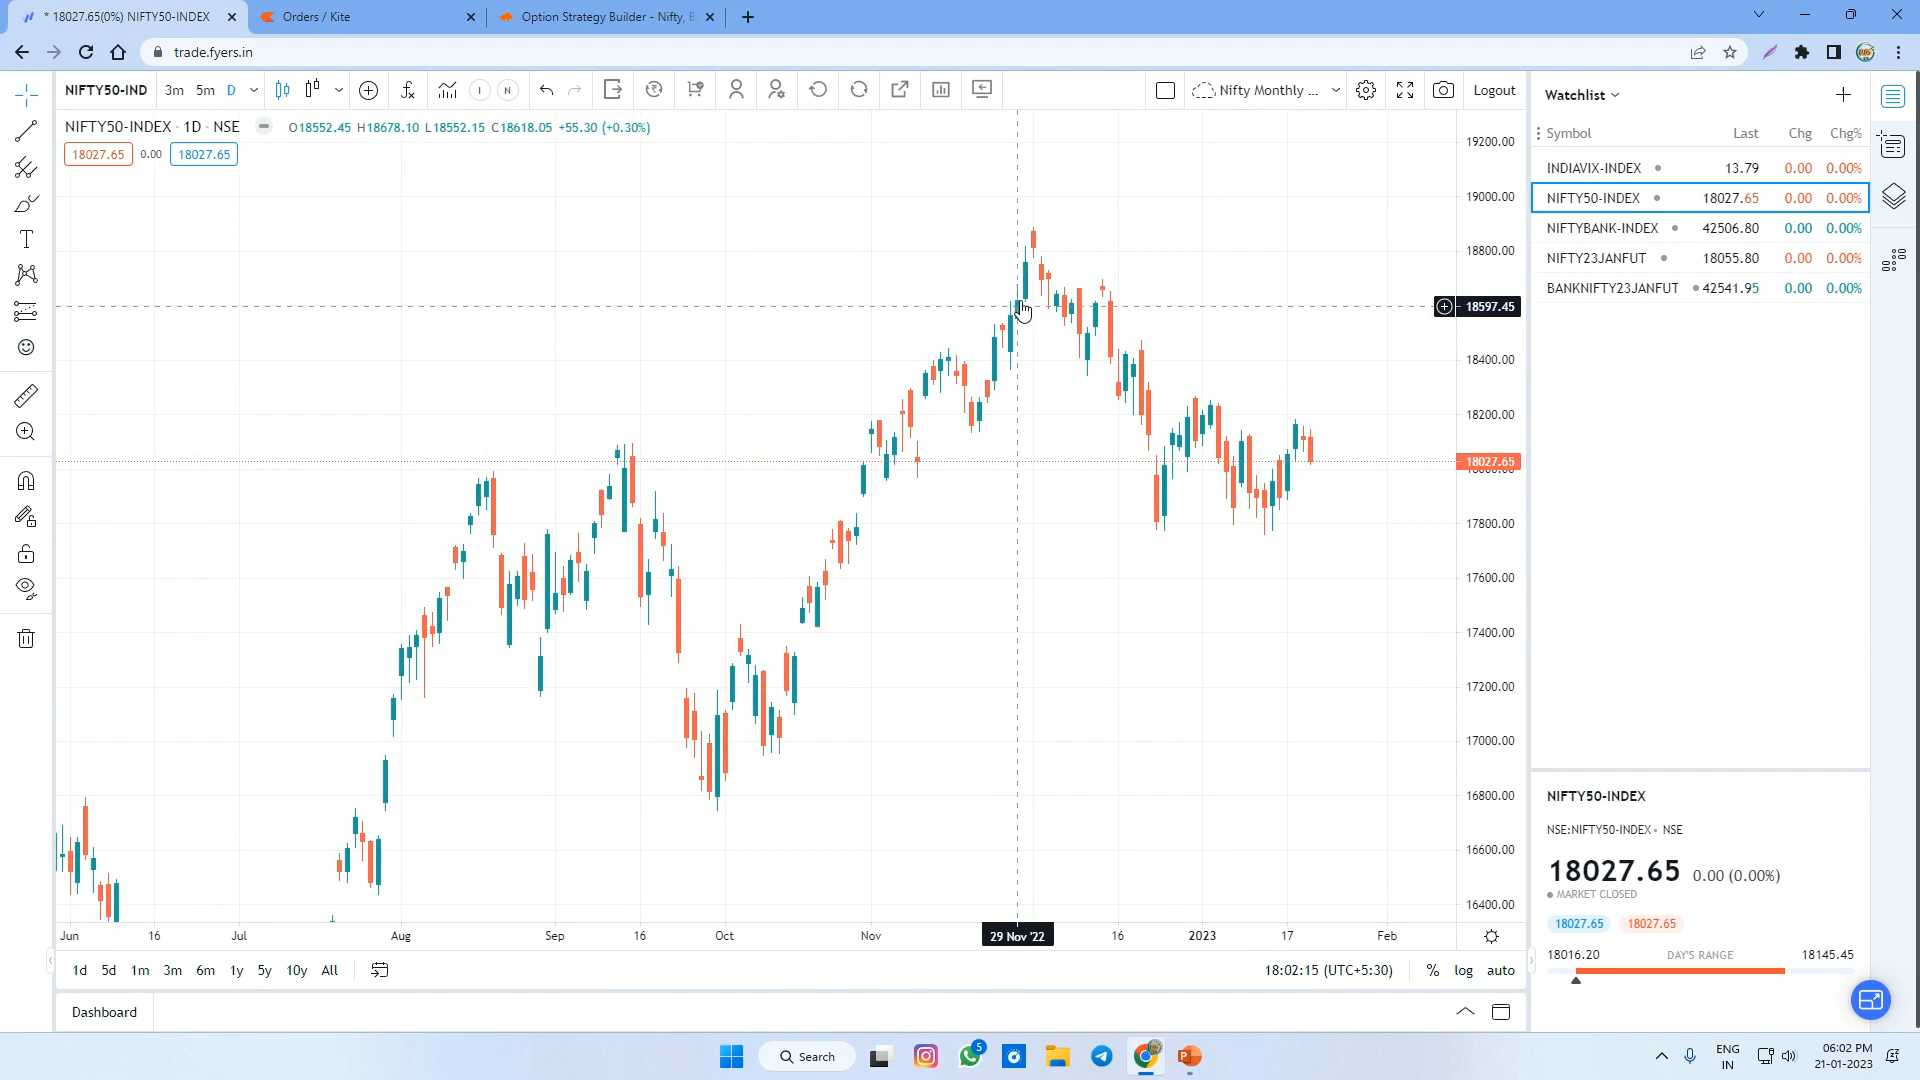 * 18027.65(0%) NIFTY50-INDEX
Orders / Kite
Option Strategy Builder - Nifty, B
trade.fyers.in
NIFTY50-IND 3m 5m D
I N
Nifty Monthly ...
Logout
NIFTY50-INDEX · 1D · NSE O18552.45 H18678.10 L18552.15 C18618.05 +55.30 (+0.30%)
18027.65 0.00 18027.65
19200.00
19000.00
18800.00
18597.45
18400.00
18200.00
18027.65
18000.00
17800.00
17600.00
17400.00
17200.00
17000.00
16800.00
16600.00
16400.00
Jun 16 Jul Aug Sep 16 Oct Nov 29 Nov '22 16 2023 17 Feb
1d 5d 1m 3m 6m 1y 5y 10y All
18:02:15 (UTC+5:30) % log auto
Dashboard
Watchlist
Symbol Last Chg Chg%
INDIAVIX-INDEX 13.79 0.00 0.00%
NIFTY50-INDEX 18027.65 0.00 0.00%
NIFTYBANK-INDEX 42506.80 0.00 0.00%
NIFTY23JANFUT 18055.80 0.00 0.00%
BANKNIFTY23JANFUT 42541.95 0.00 0.00%
NIFTY50-INDEX
NSE:NIFTY50-INDEX • NSE
18027.65 0.00 (0.00%)
MARKET CLOSED
18027.65 18027.65
18016.20 DAY'S RANGE 18145.45
Search
5
ENG
IN
06:02 PM
21-01-2023